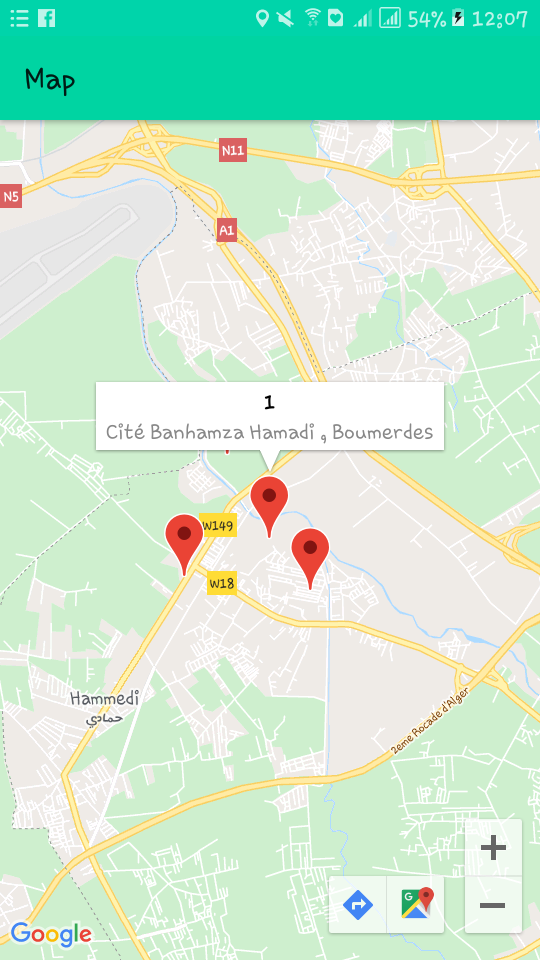 54% 12:07
Map
N11
N5
A1
1
Cité Banhamza Hamadi , Boumerdes
W149
W18
Hammedi
حمادي
2eme Rocade d'Alger
G
Google